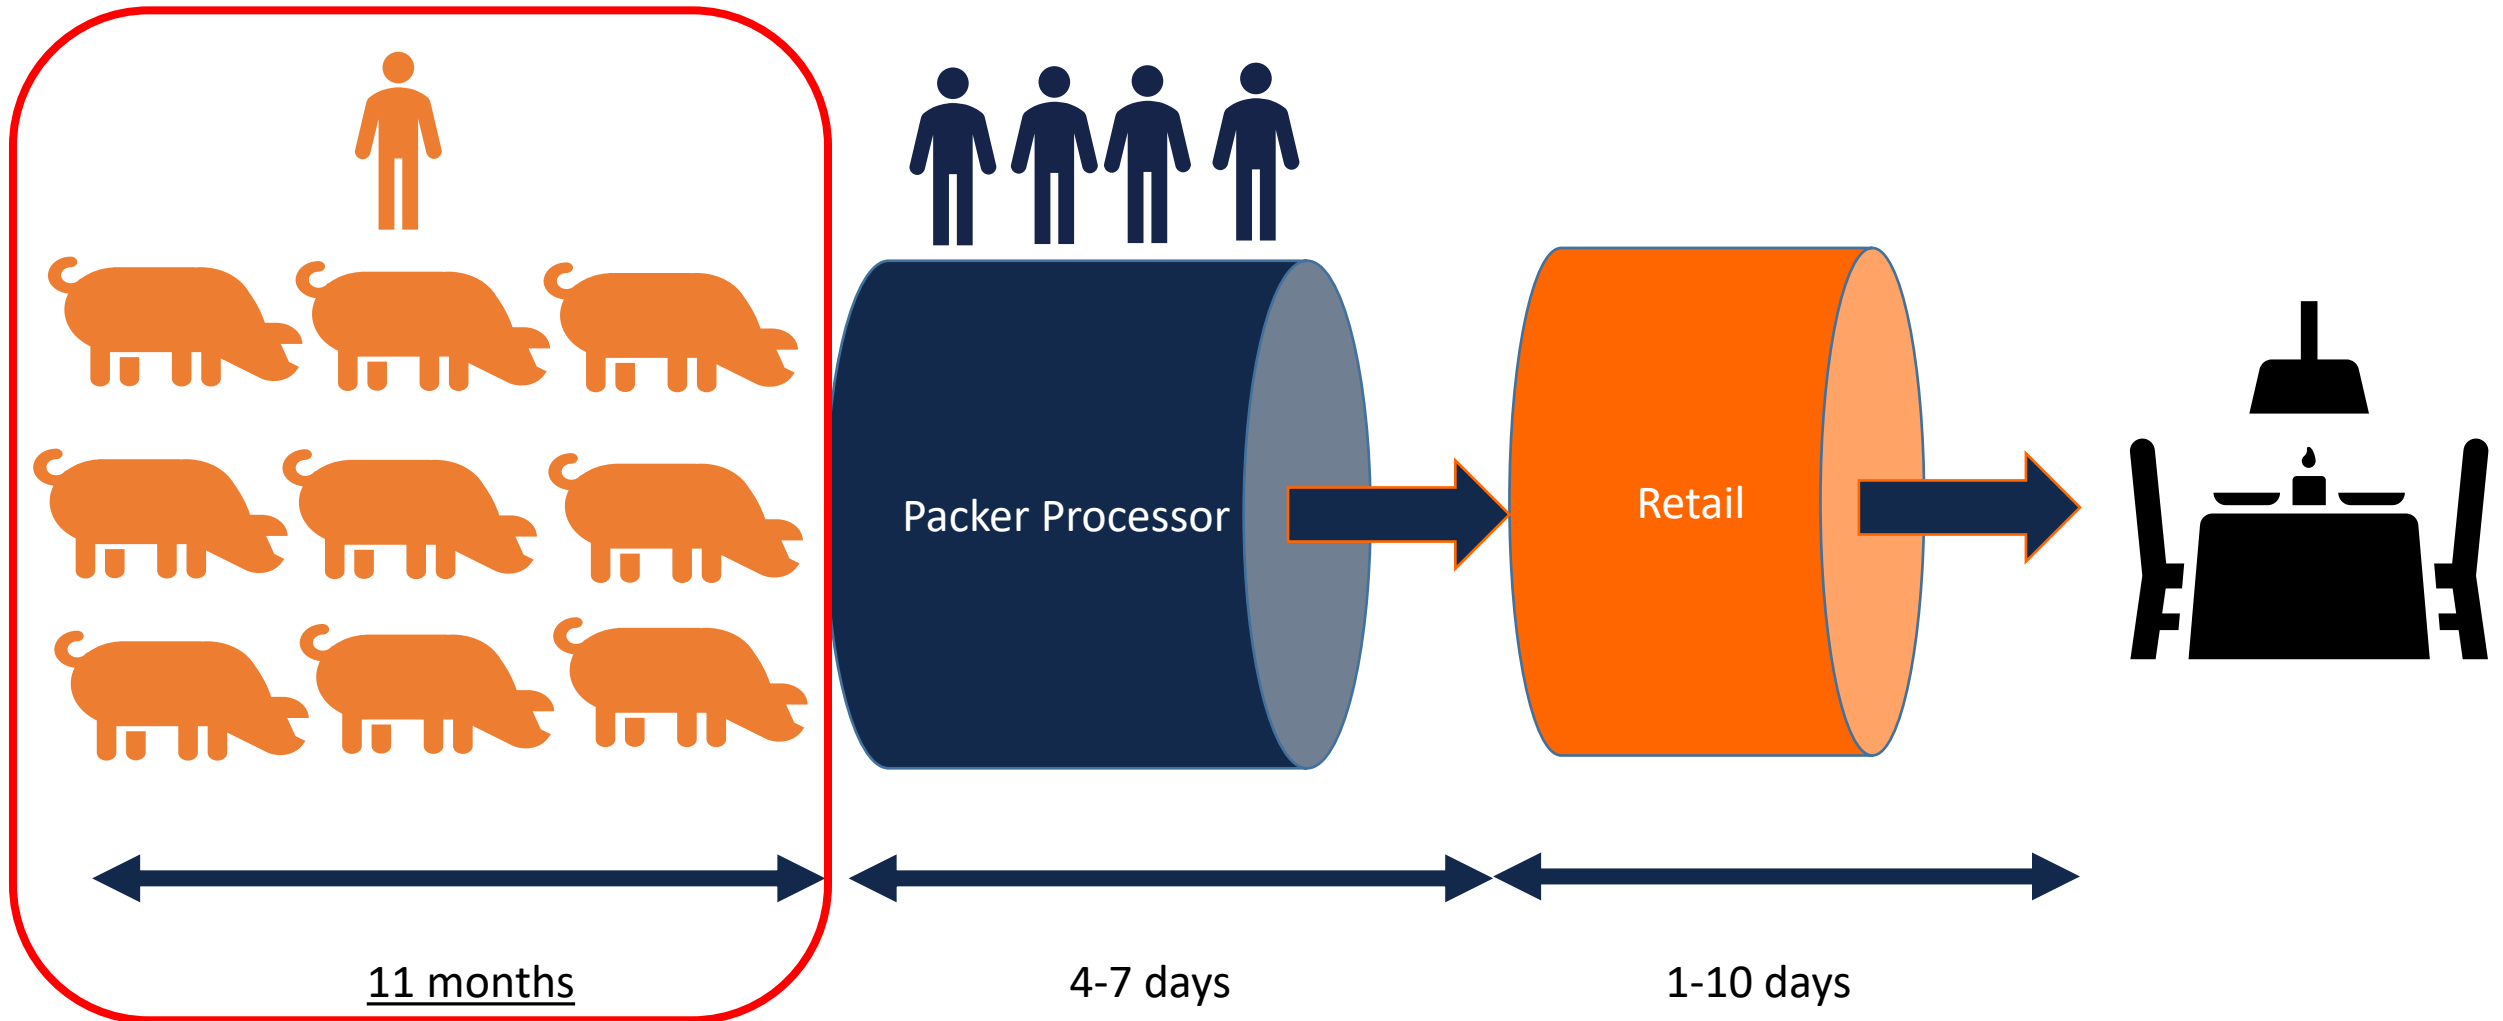 Packer Processor
Retail
11 months
4-7 days
1-10 days